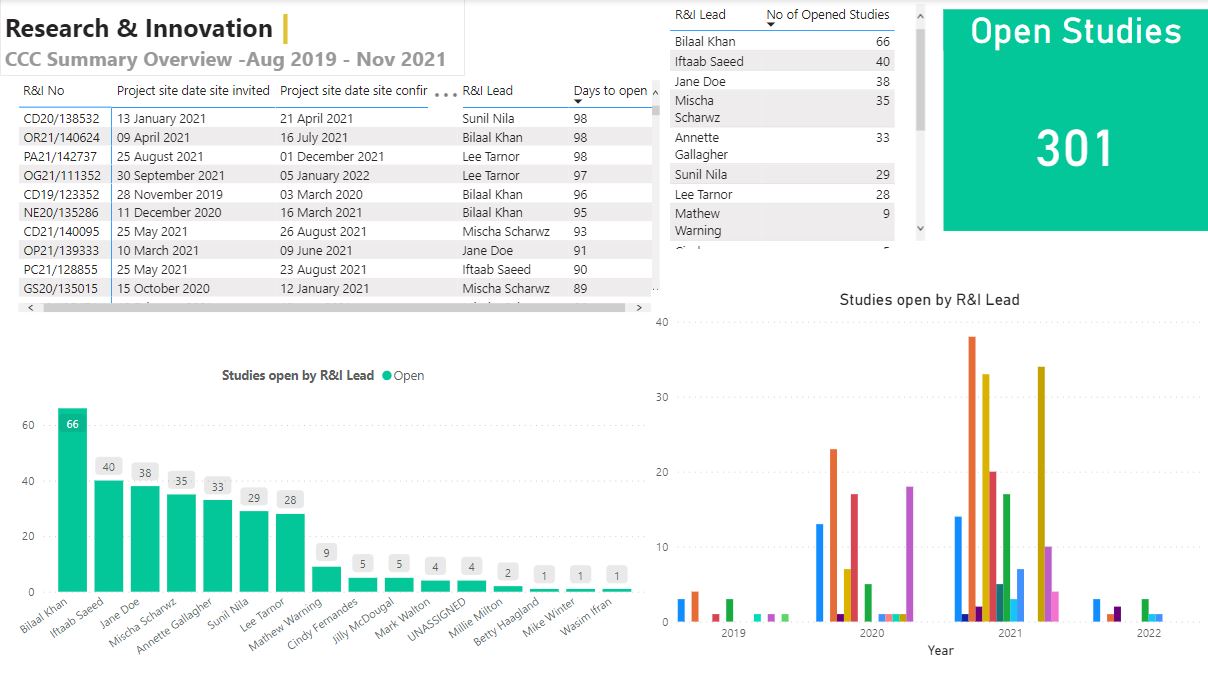 Research & Innovation
CCC Summary Overview -Aug 2019 - Nov 2021
R&I No Project site date site invited Project site date site confir R&I Lead Days to open
CD20/138532 13 January 2021 21 April 2021 Sunil Nila 98
OR21/140624 09 April 2021 16 July 2021 Bilaal Khan 98
PA21/142737 25 August 2021 01 December 2021 Lee Tarnor 98
OG21/111352 30 September 2021 05 January 2022 Lee Tarnor 97
CD19/123352 28 November 2019 03 March 2020 Bilaal Khan 96
NE20/135286 11 December 2020 16 March 2021 Bilaal Khan 95
CD21/140095 25 May 2021 26 August 2021 Mischa Scharwz 93
OP21/139333 10 March 2021 09 June 2021 Jane Doe 91
PC21/128855 25 May 2021 23 August 2021 Iftaab Saeed 90
GS20/135015 15 October 2020 12 January 2021 Mischa Scharwz 89
R&I Lead No of Opened Studies
Bilaal Khan 66
Iftaab Saeed 40
Jane Doe 38
Mischa 35
Scharwz
Annette 33
Gallagher
Sunil Nila 29
Lee Tarnor 28
Mathew 9
Warning
Open Studies
301
Studies open by R&I Lead Open
60
40
20
0
66
40
38
35
33
29
28
9
5
5
4
4
2
1
1
1
Bilaal Khan
Iftaab Saeed
Jane Doe
Mischa Scharwz
Annette Gallagher
Sunil Nila
Lee Tarnor
Mathew Warning
Cindy Fernandes
Jilly McDougal
Mark Walton
UNASSIGNED
Millie Milton
Betty Haagland
Mike Winter
Wasim Ifran
Studies open by R&I Lead
40
30
20
10
0
2019 2020 2021 2022
Year